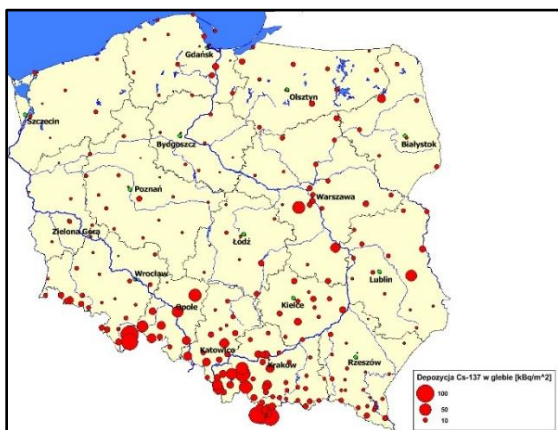 Gdańsk
Olsztyn
Szczecin
Białystok
Bydgoszcz
Poznań
Warszawa
Zielona Góra
Łódź
Wrocław
Lublin
Opole
Kielce
Katowice
Kraków
Rzeszów
Depozycja Cs-137 w glebie [kBq/m^2]
100
50
10